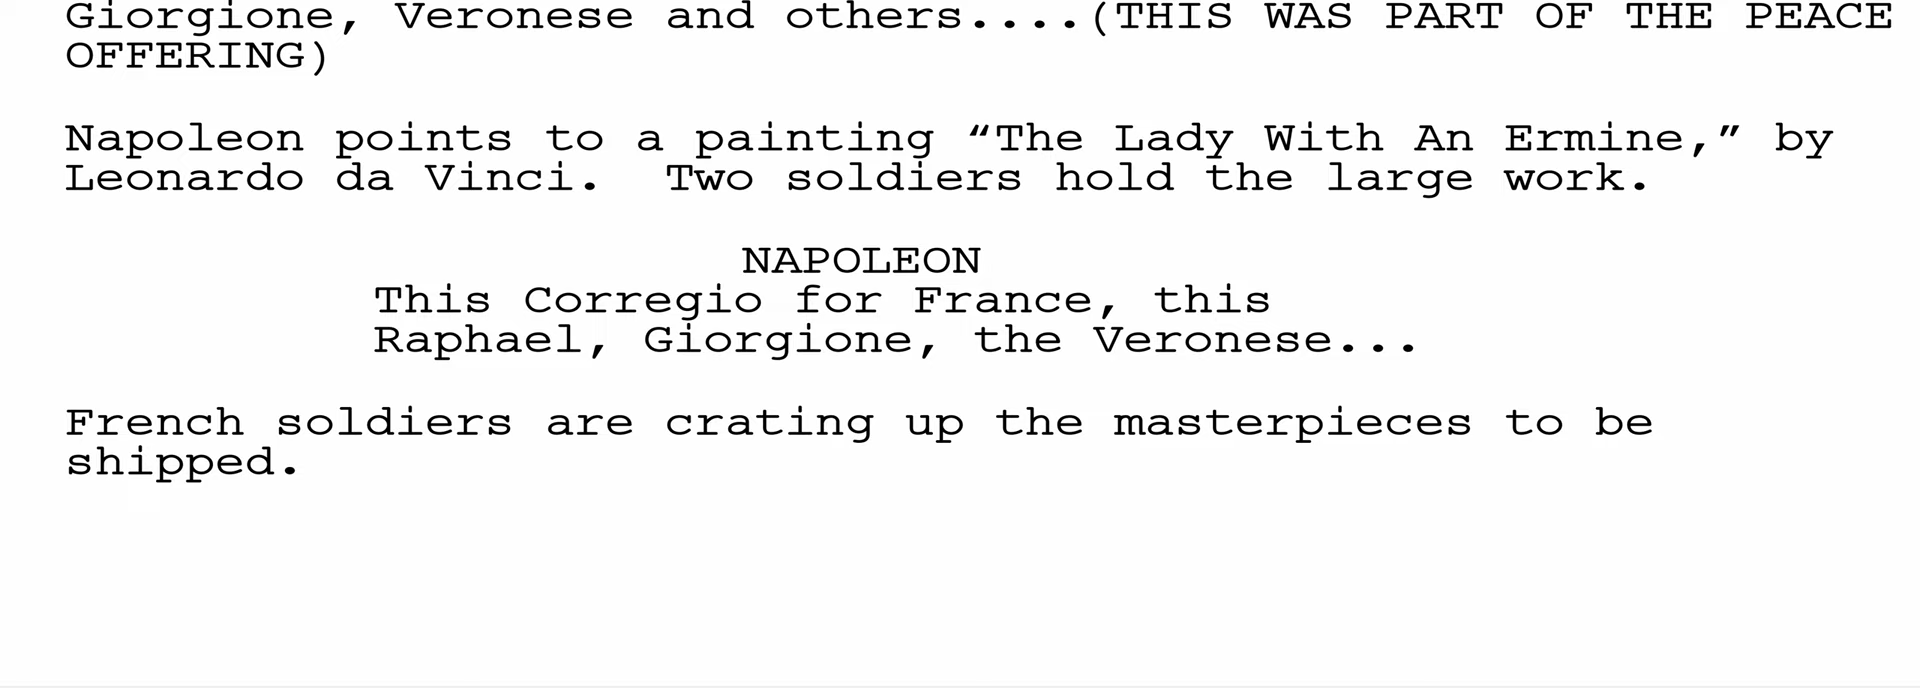 Giorgione, Veronese and others....(THIS WAS PART OF THE PEACE
OFFERING)
Napoleon points to a painting “The Lady With An Ermine,” by
Leonardo da Vinci.  Two soldiers hold the large work.
NAPOLEON
This Corregio for France, this
Raphael, Giorgione, the Veronese...
French soldiers are crating up the masterpieces to be
shipped.